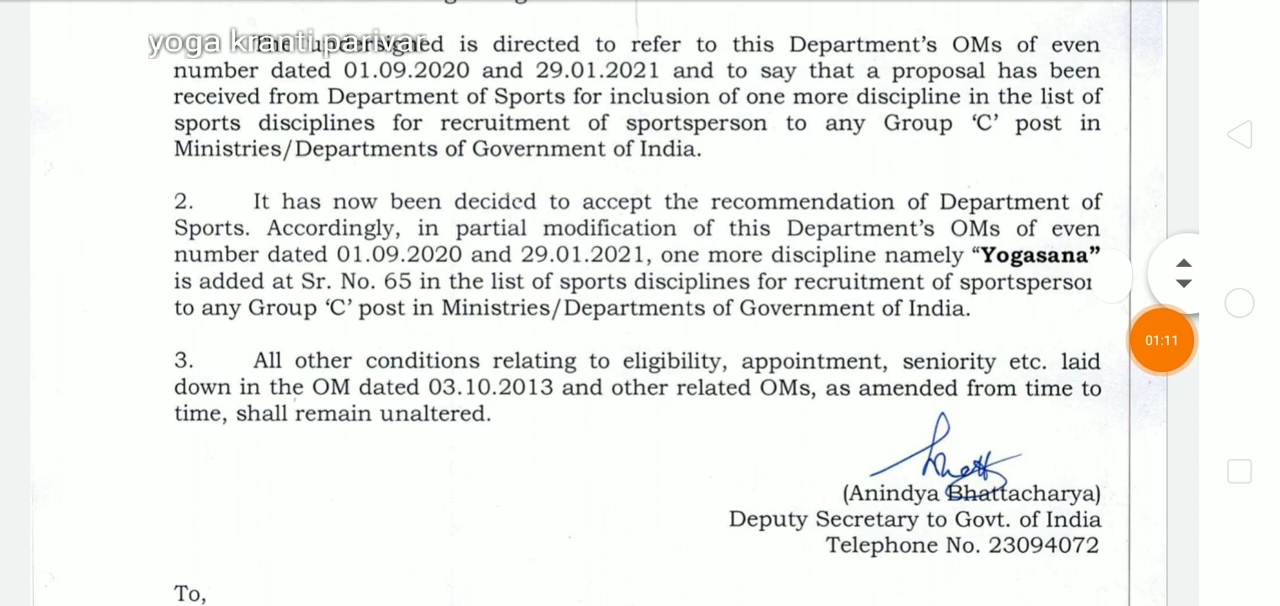 yoga kranti parivar
The undersigned is directed to refer to this Department's OMs of even
number dated 01.09.2020 and 29.01.2021 and to say that a proposal has been
received from Department of Sports for inclusion of one more discipline in the list of
sports disciplines for recruitment of sportsperson to any Group 'C' post in
Ministries/Departments of Government of India.
2. It has now been decided to accept the recommendation of Department of
Sports. Accordingly, in partial modification of this Department's OMs of even
number dated 01.09.2020 and 29.01.2021, one more discipline namely "Yogasana"
is added at Sr. No. 65 in the list of sports disciplines for recruitment of sportsperson
to any Group 'C' post in Ministries/Departments of Government of India.
3. All other conditions relating to eligibility, appointment, seniority etc. laid
down in the OM dated 03.10.2013 and other related OMs, as amended from time to
time, shall remain unaltered.
(Anindya Bhattacharya)
Deputy Secretary to Govt. of India
Telephone No. 23094072
To,
01:11